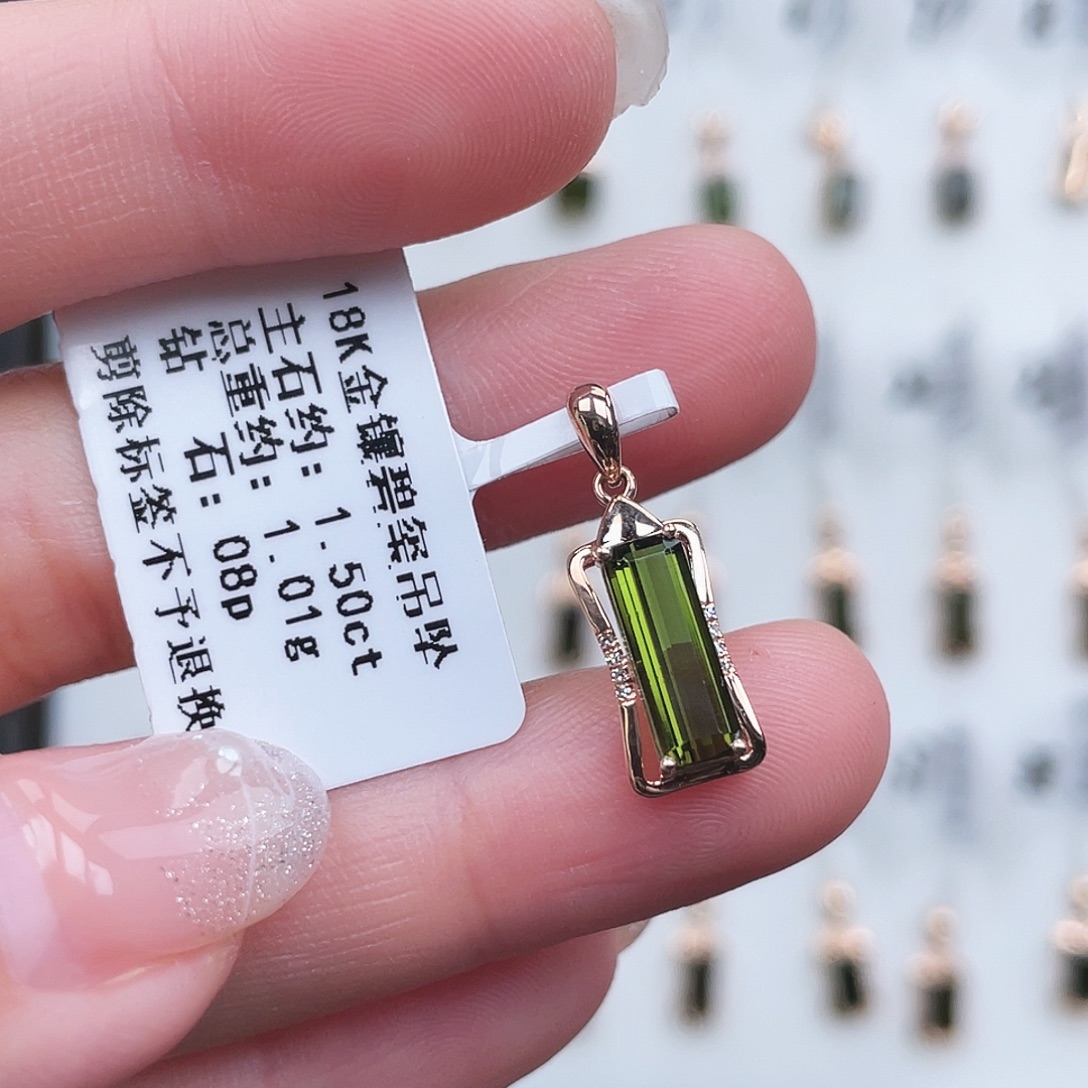 18K金镶碧玺吊坠
主石约: 1.50ct
总重约: 1.01g
钻 石: 08p
剪除标签不予退换